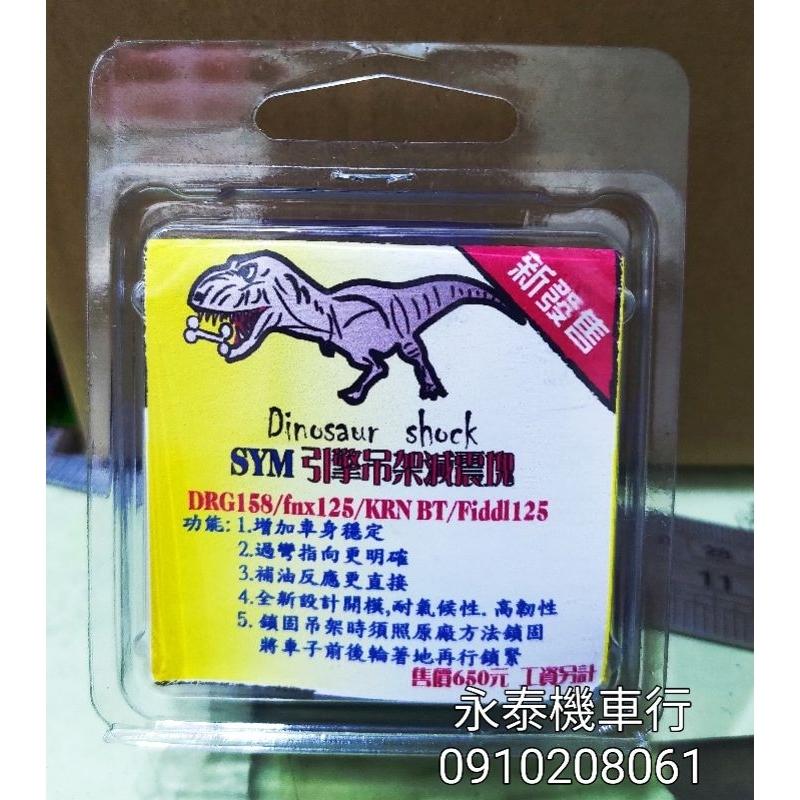 新發售
Dinosaur shock
SYM 引擎吊架減震塊
DRG158/fnx125/KRN BT/Fiddl125
功能: 1.增加車身穩定
2.過彎指向更明確
3.補油反應更直接
4.全新設計開模,耐氣候性.高韌性
5.鎖固吊架時須照原廠方法鎖固
將車子前後輪著地再行鎖緊
售價650元 工資另計
永泰機車行
0910208061
28
11